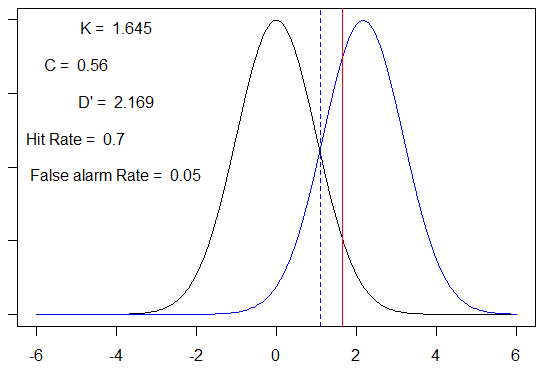 K = 1.645
C = 0.56
D' = 2.169
Hit Rate = 0.7
False alarm Rate = 0.05
-6 -4 -2 0 2 4 6